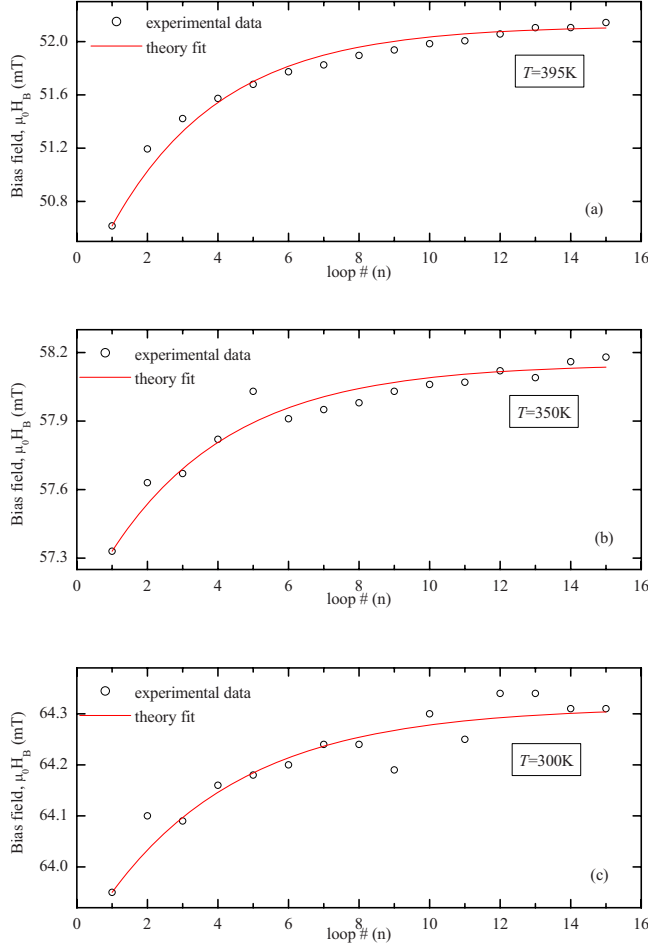 experimental data
theory fit
T=395K
(a)
Bias field, μ₀H_B (mT)
52.0
51.6
51.2
50.8
0 2 4 6 8 10 12 14 16
loop # (n)
experimental data
theory fit
T=350K
(b)
Bias field, μ₀H_B (mT)
58.2
57.9
57.6
57.3
0 2 4 6 8 10 12 14 16
loop # (n)
experimental data
theory fit
T=300K
(c)
Bias field, μ₀H_B (mT)
64.3
64.2
64.1
64.0
0 2 4 6 8 10 12 14 16
loop # (n)